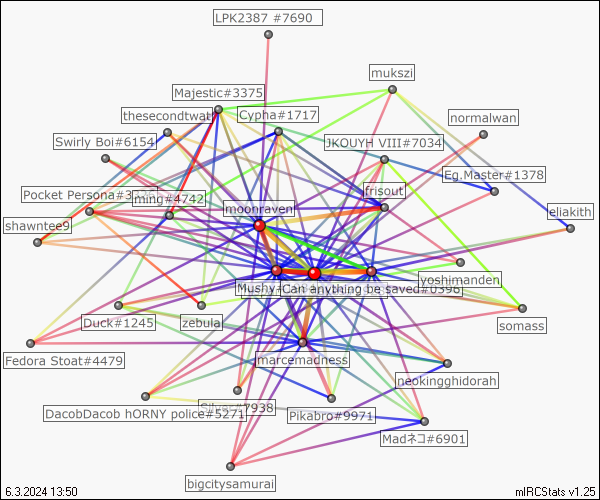 LPK2387 #7690
mukszi
Majestic#3375
thesecondtwat
Cypha#1717
normalwan
Swirly Boi#6154
JKOUYH VIII#7034
Eg.Master#1378
Pocket Persona#3
ming#4742
frisout
moonraven
shawntee9
eliakith
yoshimanden
Mushy
Can anything be saved#0396
Duck#1245
zebula
somass
Fedora Stoat#4479
marcemadness
neokingghidorah
DacobDacob hORNY police#5271
#7938
Pikabro#9971
Madネコ#6901
bigcitysamurai
6.3.2024 13:50
mIRCStats v1.25